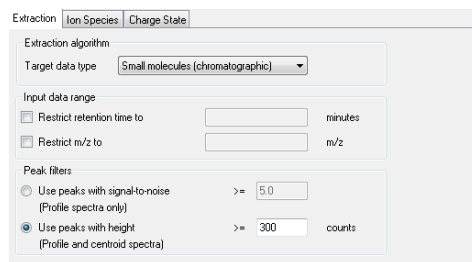 Extraction Ion Species Charge State
Extraction algorithm
Target data type Small molecules (chromatographic)
Input data range
Restrict retention time to minutes
Restrict m/z to m/z
Peak filters
Use peaks with signal-to-noise >= 5.0
(Profile spectra only)
Use peaks with height >= 300 counts
(Profile and centroid spectra)